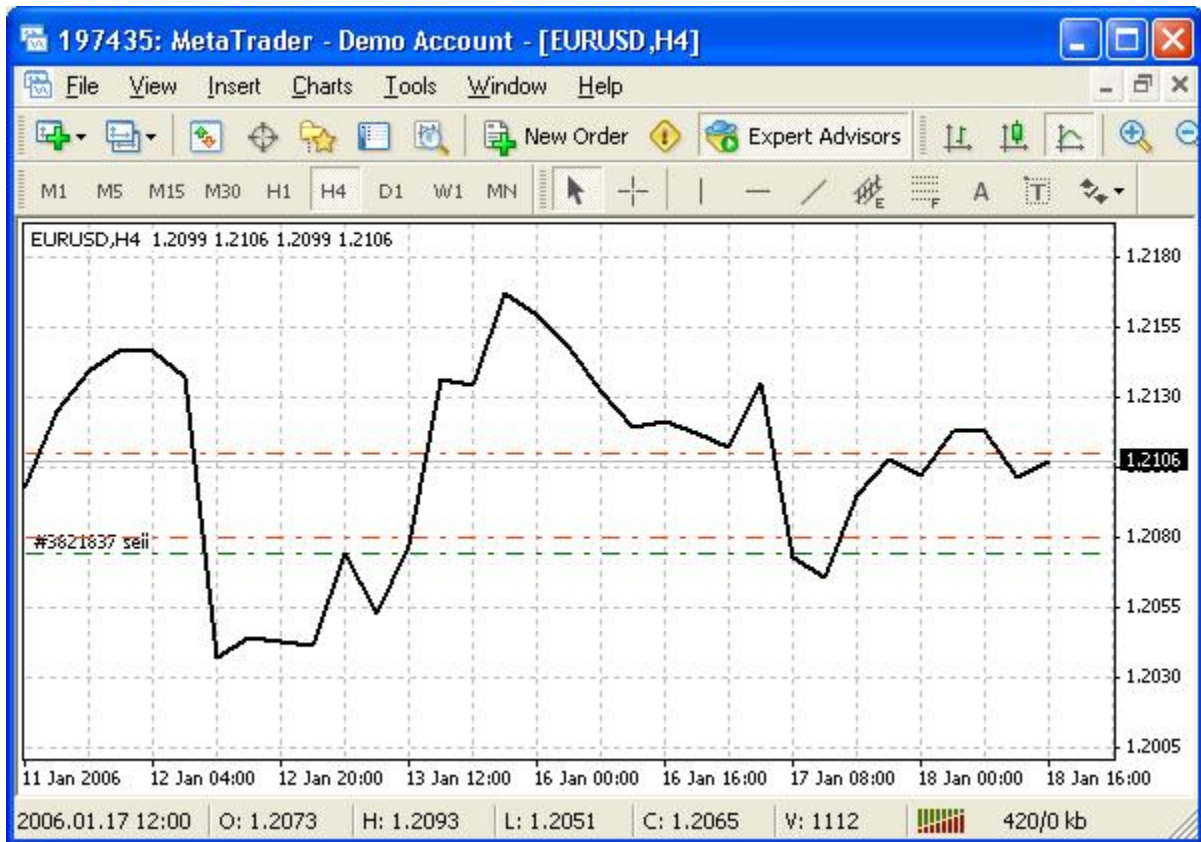 197435: MetaTrader - Demo Account - [EURUSD,H4]
File View Insert Charts Tools Window Help
New Order Expert Advisors
M1 M5 M15 M30 H1 H4 D1 W1 MN E F A T
EURUSD,H4 1.2099 1.2106 1.2099 1.2106
1.2180
1.2155
1.2130
1.2106
#3821837 sell
1.2080
1.2055
1.2030
1.2005
11 Jan 2006 12 Jan 04:00 12 Jan 20:00 13 Jan 12:00 16 Jan 00:00 16 Jan 16:00 17 Jan 08:00 18 Jan 00:00 18 Jan 16:00
2006.01.17 12:00 O: 1.2073 H: 1.2093 L: 1.2051 C: 1.2065 V: 1112 420/0 kb